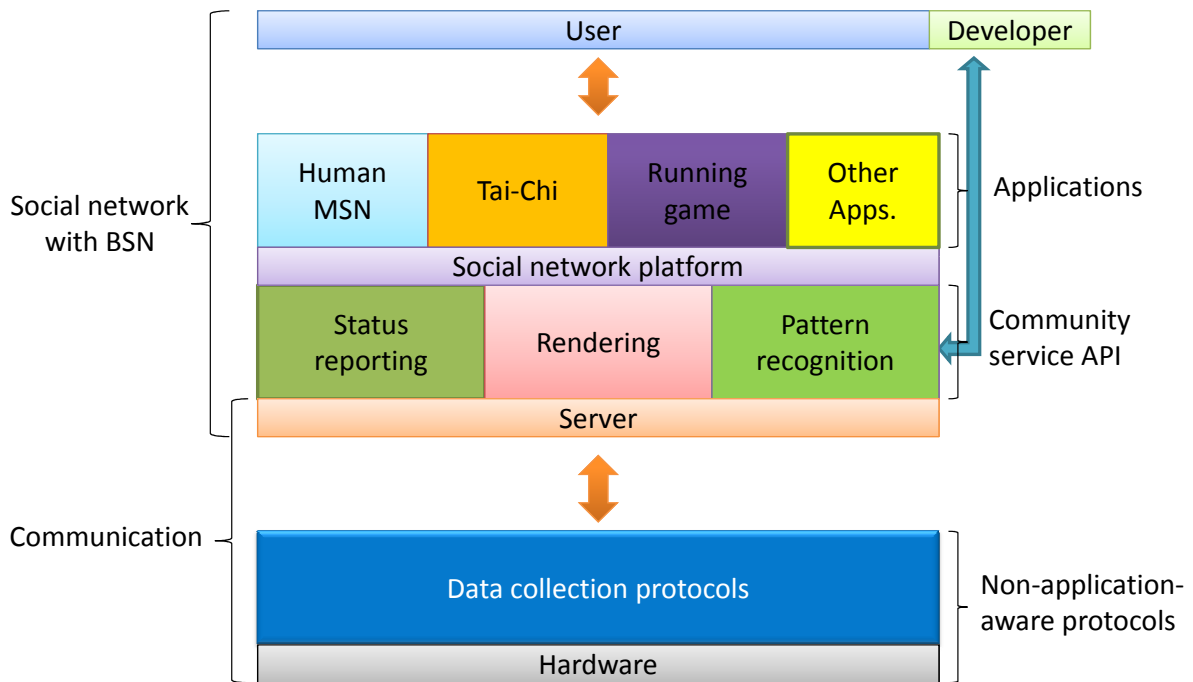 User
Developer
Human
MSN
Tai-Chi
Running
game
Other
Apps.
Applications
Social network
with BSN
Social network platform
Status
reporting
Rendering
Pattern
recognition
Community
service API
Server
Communication
Data collection protocols
Non-application-
aware protocols
Hardware